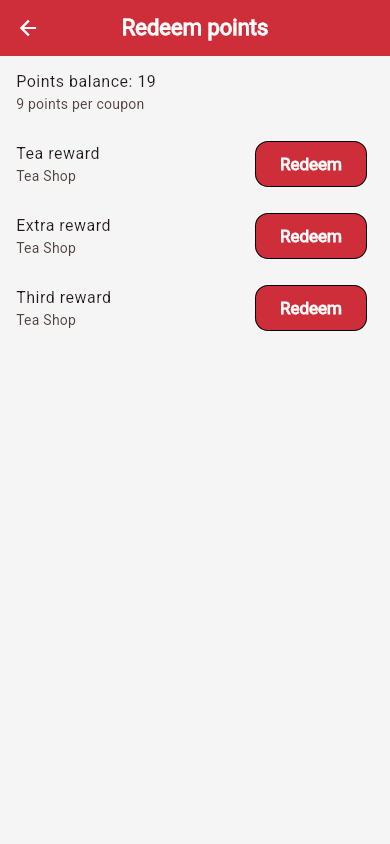 Redeem points
Points balance: 19
9 points per coupon
Tea reward
Tea Shop
Redeem
Extra reward
Tea Shop
Redeem
Third reward
Tea Shop
Redeem